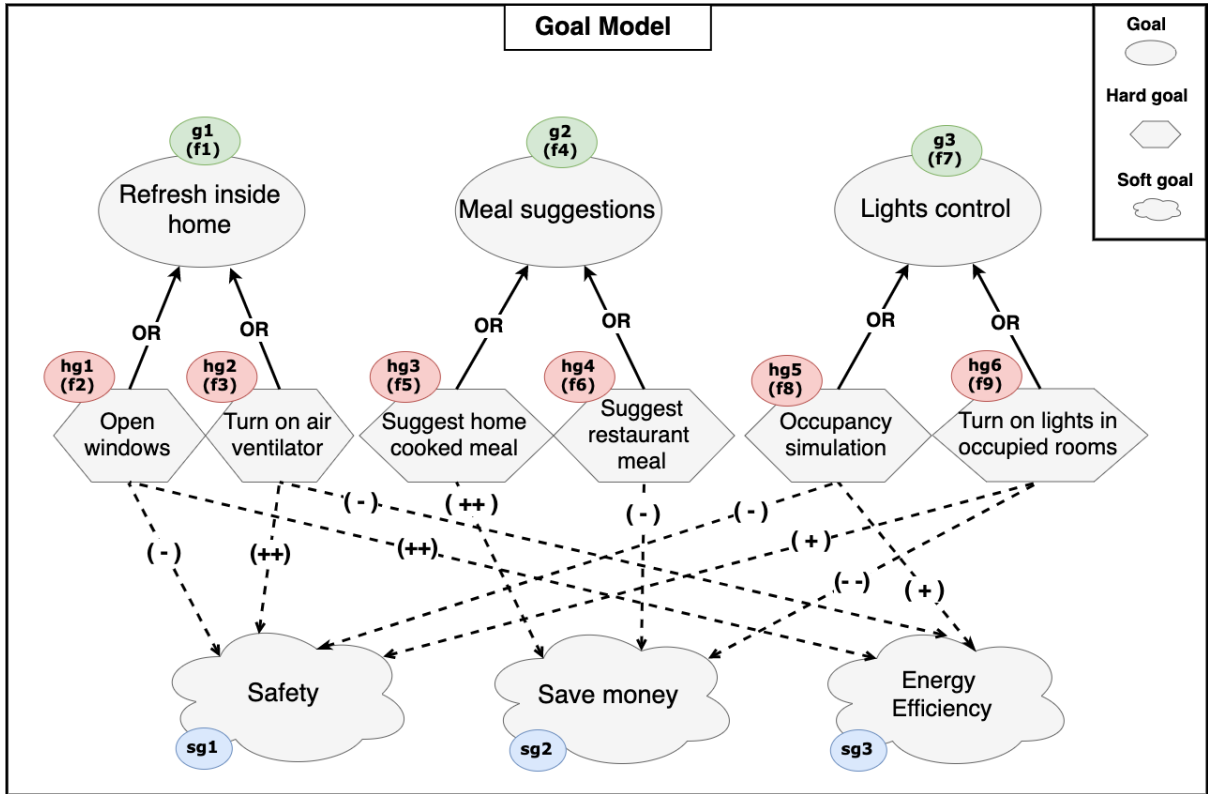 Goal Model
Goal
Hard goal
Soft goal
g1
(f1)
Refresh inside
home
g2
(f4)
Meal suggestions
g3
(f7)
Lights control
OR
OR
OR
OR
OR
OR
hg1
(f2)
Open
windows
hg2
(f3)
Turn on air
ventilator
hg3
(f5)
Suggest home
cooked meal
hg4
(f6)
Suggest
restaurant
meal
hg5
(f8)
Occupancy
simulation
hg6
(f9)
Turn on lights in
occupied rooms
( - )
( ++ )
( - )
( - )
( - )
(++)
(++)
( + )
(- -)
( + )
Safety
sg1
Save money
sg2
Energy
Efficiency
sg3